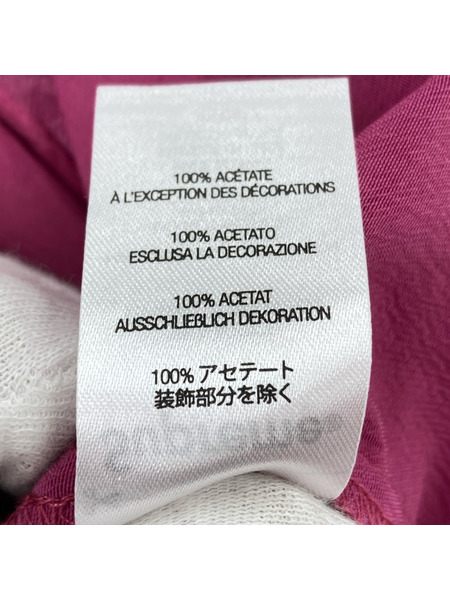 100% ACÉTATE
À L'EXCEPTION DES DÉCORATIONS
100% ACETATO
ESCLUSA LA DECORAZIONE
100% ACETAT
AUSSCHLIEBLICH DEKORATION
100% アセテート
装飾部分を除く